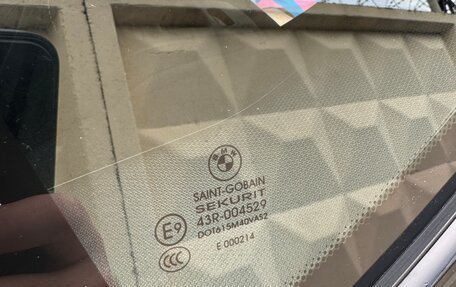 BMW
SAINT-GOBAIN
SEKURIT
E9 43R-004529
DOT615M40VAS2
CCC E 000214